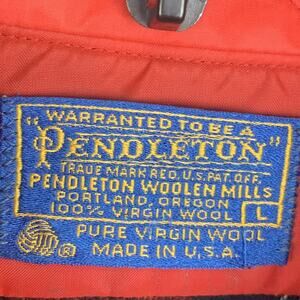 WARRANTED TO BE A
"PENDLETON"
TRADE MARK REG. U.S. PAT. OFF.
PENDLETON WOOLEN MILLS
PORTLAND, OREGON
100% VIRGIN WOOL L
PURE VIRGIN WOOL
® MADE IN U.S.A.